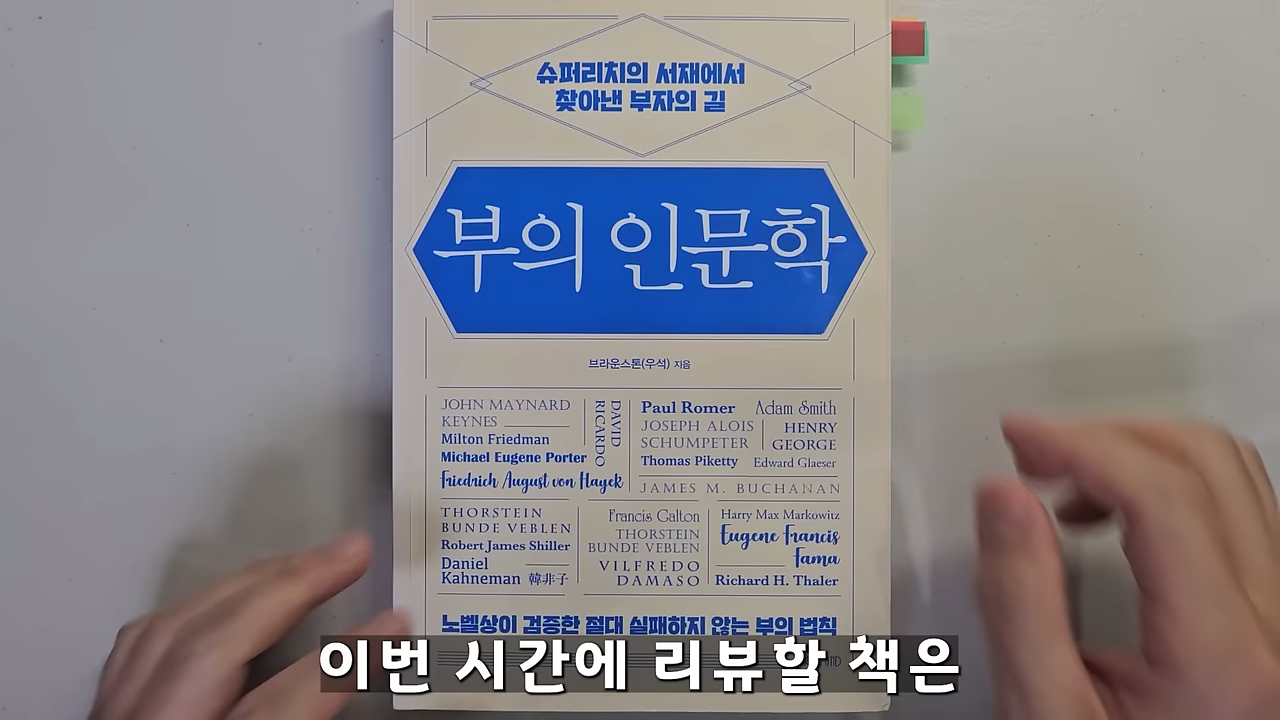 슈퍼리치의 서재에서
찾아낸 부자의 길
부의 인문학
브라운스톤(우석) 지음
JOHN MAYNARD
KEYNES
Milton Friedman
Michael Eugene Porter
Friedrich August von Hayek
DAVID
RICARDO
Paul Romer
Adam Smith
JOSEPH ALOIS
SCHUMPETER
HENRY
GEORGE
Thomas Piketty
Edward Glaeser
JAMES M. BUCHANAN
THORSTEIN
BUNDE VEBLEN
Robert James Shiller
Daniel
Kahneman 韓非子
Francis Galton
THORSTEIN
BUNDE VEBLEN
VILFREDO
DAMASO
Harry Max Markowitz
Eugene Francis
Fama
Richard H. Thaler
노벨상이 검증한 절대 실패하지 않는 부의 법칙
이번 시간에 리뷰할 책은